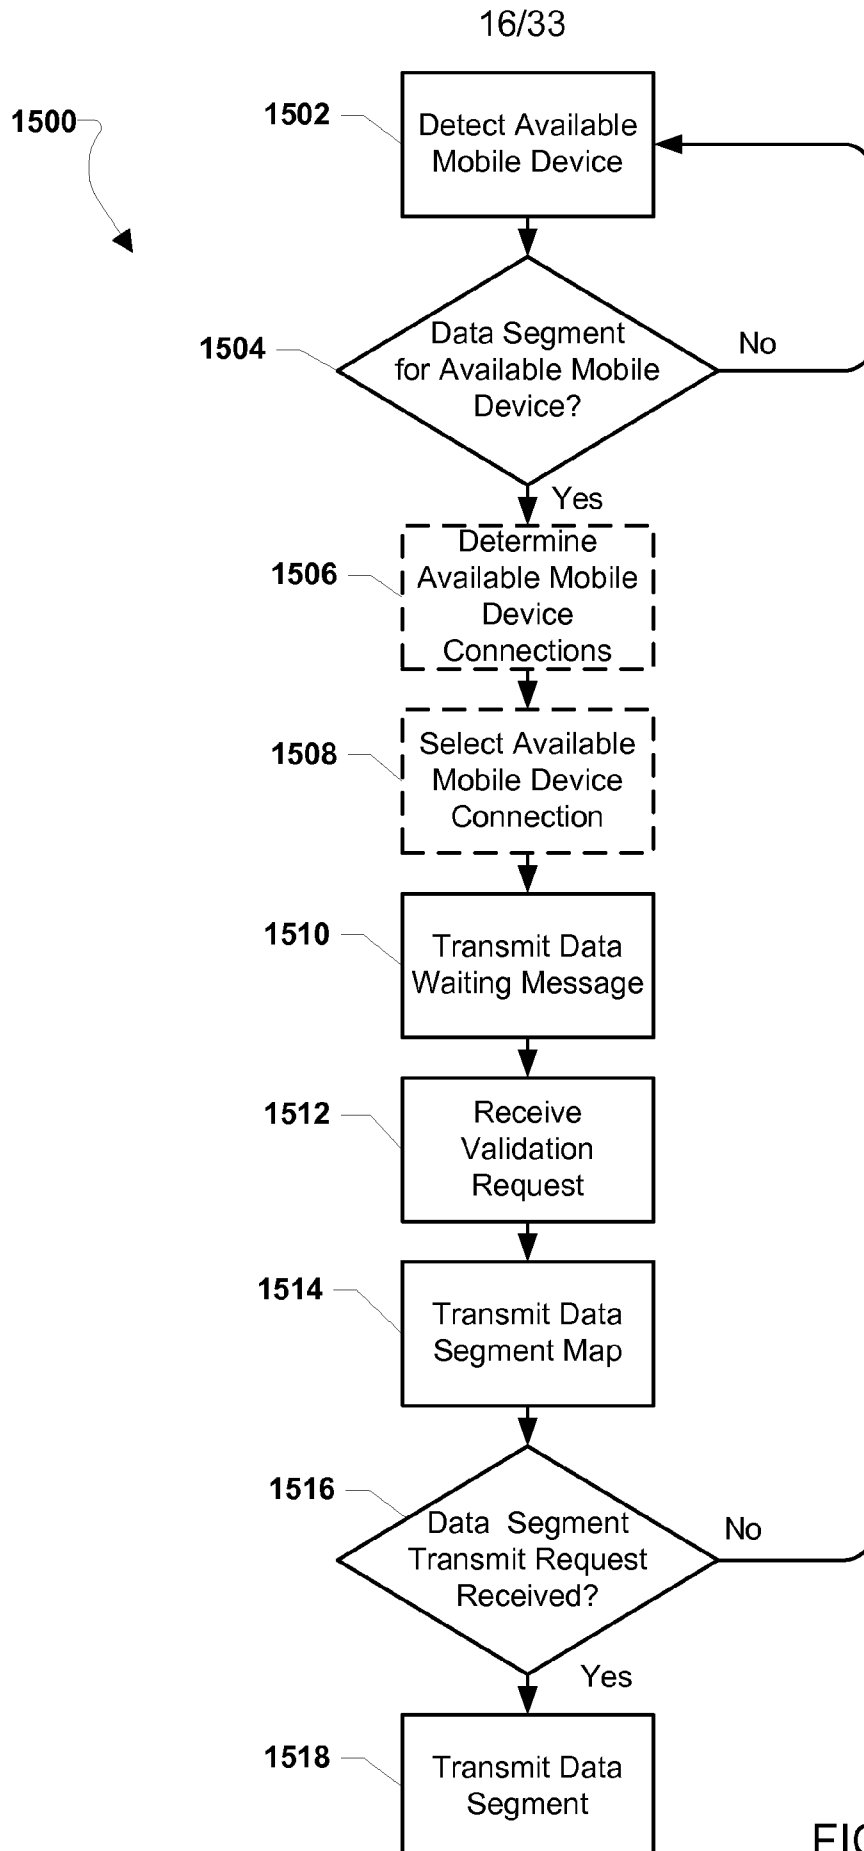 16/33
1500
1502
Detect Available
Mobile Device
1504
Data Segment
for Available Mobile
Device?
No
Yes
1506
Determine
Available Mobile
Device
Connections
1508
Select Available
Mobile Device
Connection
1510
Transmit Data
Waiting Message
1512
Receive
Validation
Request
1514
Transmit Data
Segment Map
1516
Data Segment
Transmit Request
Received?
No
Yes
1518
Transmit Data
Segment